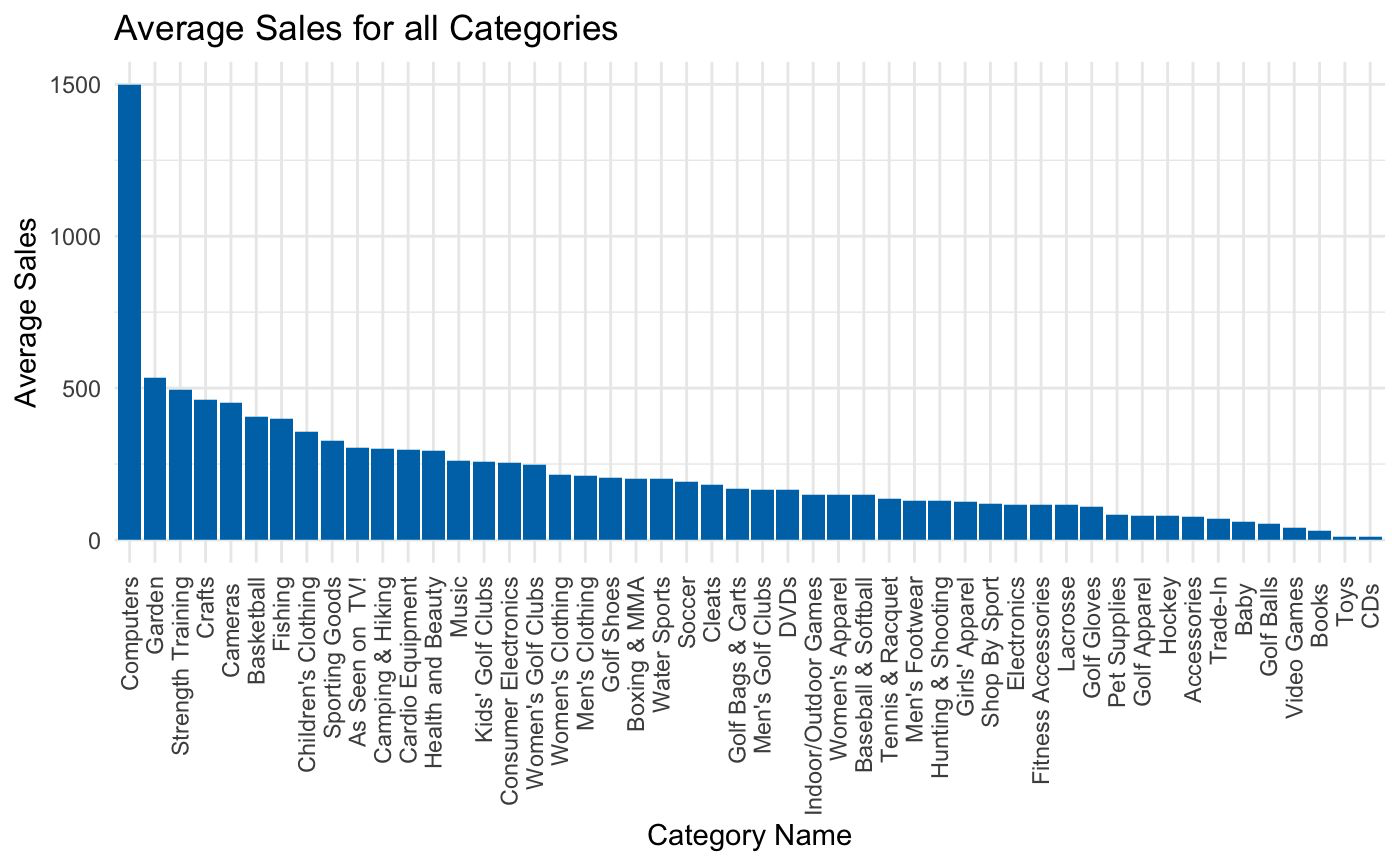 Average Sales for all Categories
Average Sales
1500
1000
500
0
Computers
Garden
Strength Training
Crafts
Cameras
Basketball
Fishing
Children's Clothing
Sporting Goods
As Seen on  TV!
Camping & Hiking
Cardio Equipment
Health and Beauty
Music
Kids' Golf Clubs
Consumer Electronics
Women's Golf Clubs
Women's Clothing
Men's Clothing
Golf Shoes
Boxing & MMA
Water Sports
Soccer
Cleats
Golf Bags & Carts
Men's Golf Clubs
DVDs
Indoor/Outdoor Games
Women's Apparel
Baseball & Softball
Tennis & Racquet
Men's Footwear
Hunting & Shooting
Girls' Apparel
Shop By Sport
Electronics
Fitness Accessories
Lacrosse
Golf Gloves
Pet Supplies
Golf Apparel
Hockey
Accessories
Trade-In
Baby
Golf Balls
Video Games
Books
Toys
CDs
Category Name